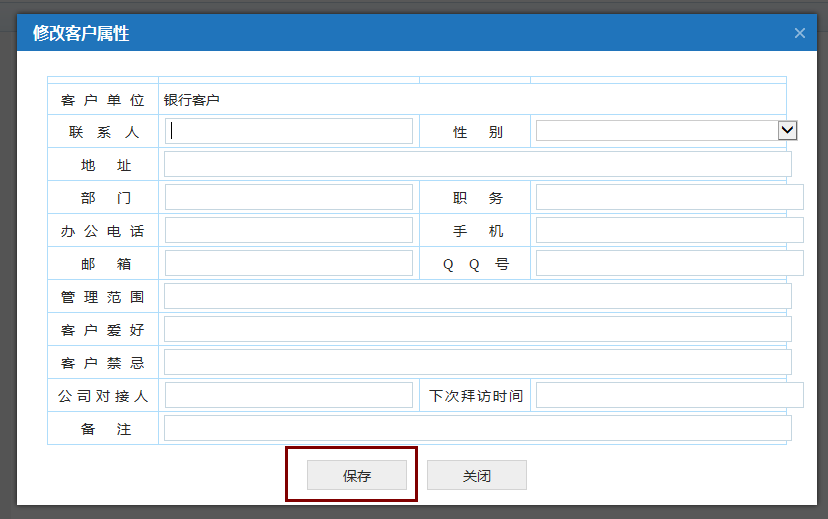 修改客户属性
客户单位 银行客户
联系人 性别
地址
部门 职务
办公电话 手机
邮箱 QQ号
管理范围
客户爱好
客户禁忌
公司对接人 下次拜访时间
备注
保存 关闭